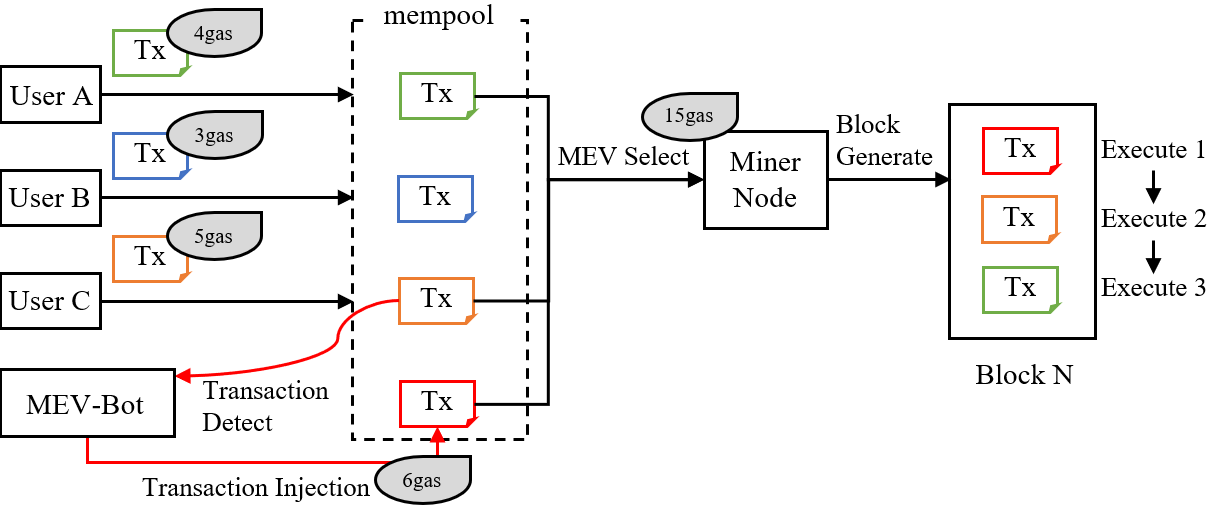 mempool
Tx
4gas
User A
Tx
3gas
User B
Tx
5gas
User C
MEV-Bot
Transaction
Detect
Transaction Injection
6gas
Tx
Tx
Tx
Tx
MEV Select
15gas
Miner
Node
Block
Generate
Tx
Execute 1
Tx
Execute 2
Tx
Execute 3
Block N